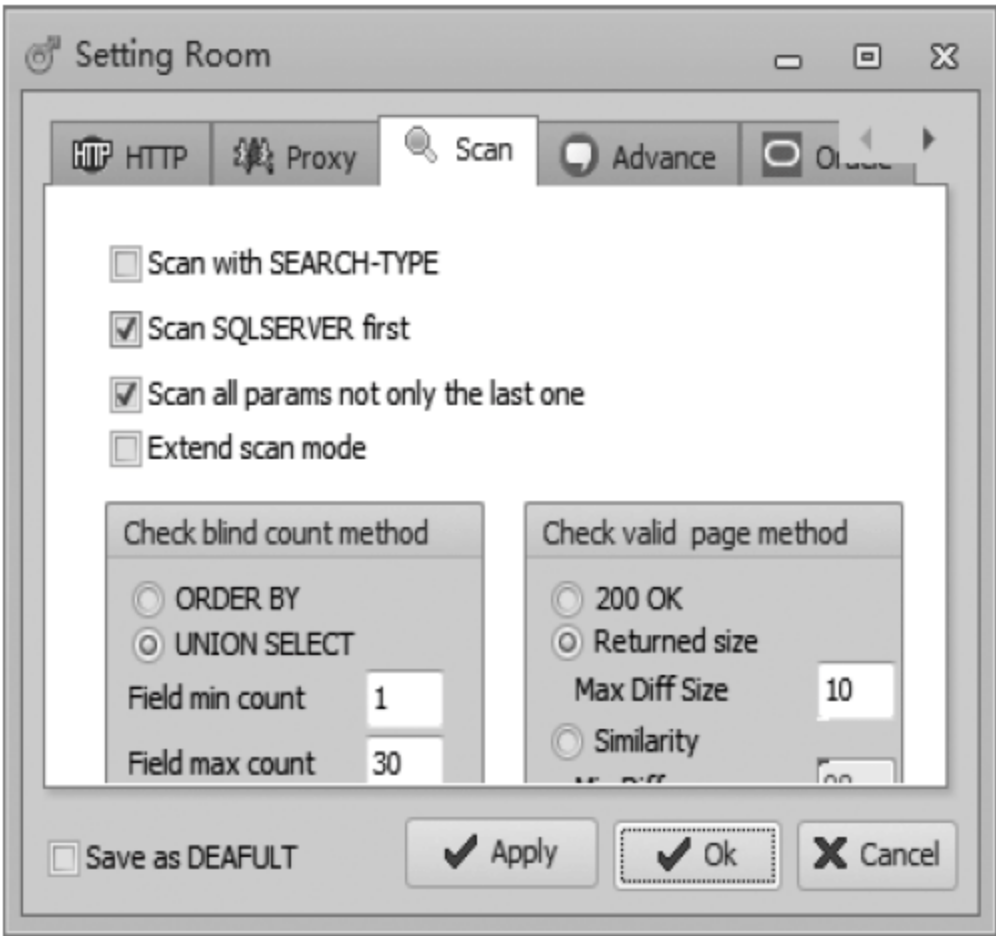 Setting Room
HTTP HTTP Proxy Scan Advance
Scan with SEARCH-TYPE
Scan SQLSERVER first
Scan all params not only the last one
Extend scan mode
Check blind count method
ORDER BY
UNION SELECT
Field min count 1
Field max count 30
Check valid page method
200 OK
Returned size
Max Diff Size 10
Similarity
Save as DEAFULT
Apply
Ok
Cancel